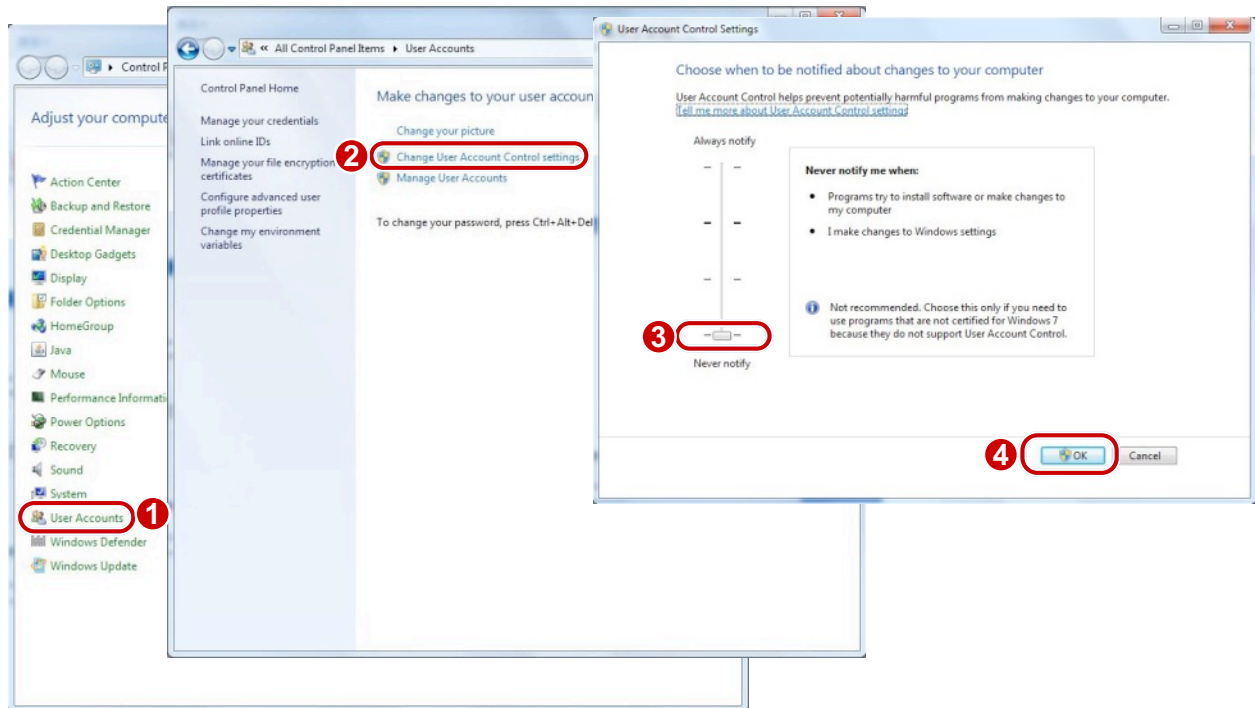 Control P
Adjust your compute
Action Center
Backup and Restore
Credential Manager
Desktop Gadgets
Display
Folder Options
HomeGroup
Java
Mouse
Performance Informati
Power Options
Recovery
Sound
System
User Accounts
1
Windows Defender
Windows Update
« All Control Panel Items ▸ User Accounts
Control Panel Home
Manage your credentials
Link online IDs
Manage your file encryption
certificates
Configure advanced user
profile properties
Change my environment
variables
Make changes to your user accoun
Change your picture
2
Change User Account Control settings
Manage User Accounts
To change your password, press Ctrl+Alt+Del
User Account Control Settings
Choose when to be notified about changes to your computer
User Account Control helps prevent potentially harmful programs from making changes to your computer.
Tell me more about User Account Control settings
Always notify
Never notify me when:
• Programs try to install software or make changes to
my computer
• I make changes to Windows settings
Not recommended. Choose this only if you need to
use programs that are not certified for Windows 7
because they do not support User Account Control.
3
Never notify
4
OK
Cancel